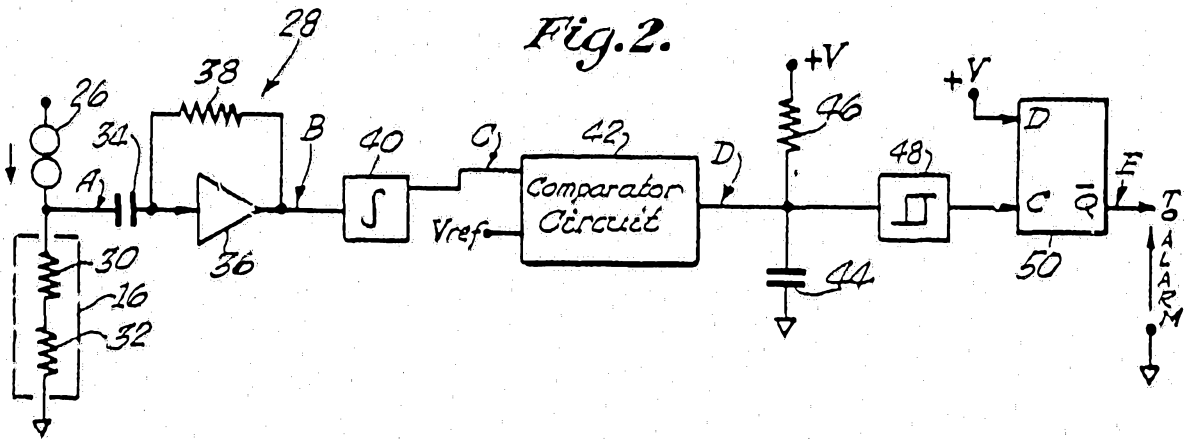 Fig.2.
28
26
38
34
A
B
40
C
42
Comparator
Circuit
Vref
D
+V
46
48
+V
D
C
Q̅
E
50
TO ALARM
36
30
16
32
44